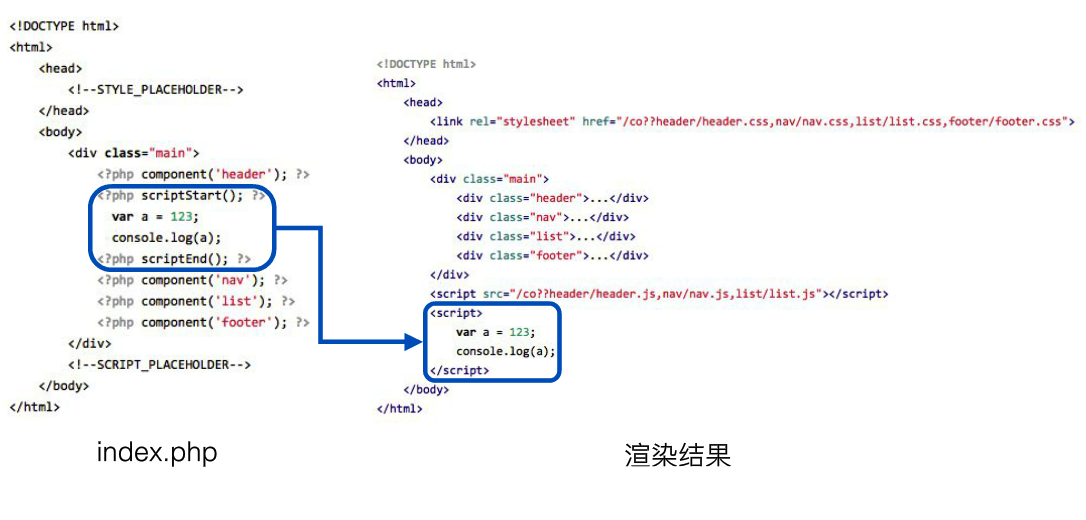 <!DOCTYPE html>
<html>
<head>
<!--STYLE_PLACEHOLDER-->
</head>
<body>
<div class="main">
<?php component('header'); ?>
<?php scriptStart(); ?>
var a = 123;
console.log(a);
<?php scriptEnd(); ?>
<?php component('nav'); ?>
<?php component('list'); ?>
<?php component('footer'); ?>
</div>
<!--SCRIPT_PLACEHOLDER-->
</body>
</html>
index.php
<!DOCTYPE html>
<html>
<head>
<link rel="stylesheet" href="/co??header/header.css,nav/nav.css,list/list.css,footer/footer.css">
</head>
<body>
<div class="main">
<div class="header">...</div>
<div class="nav">...</div>
<div class="list">...</div>
<div class="footer">...</div>
</div>
<script src="/co??header/header.js,nav/nav.js,list/list.js"></script>
<script>
var a = 123;
console.log(a);
</script>
</body>
</html>
渲染结果